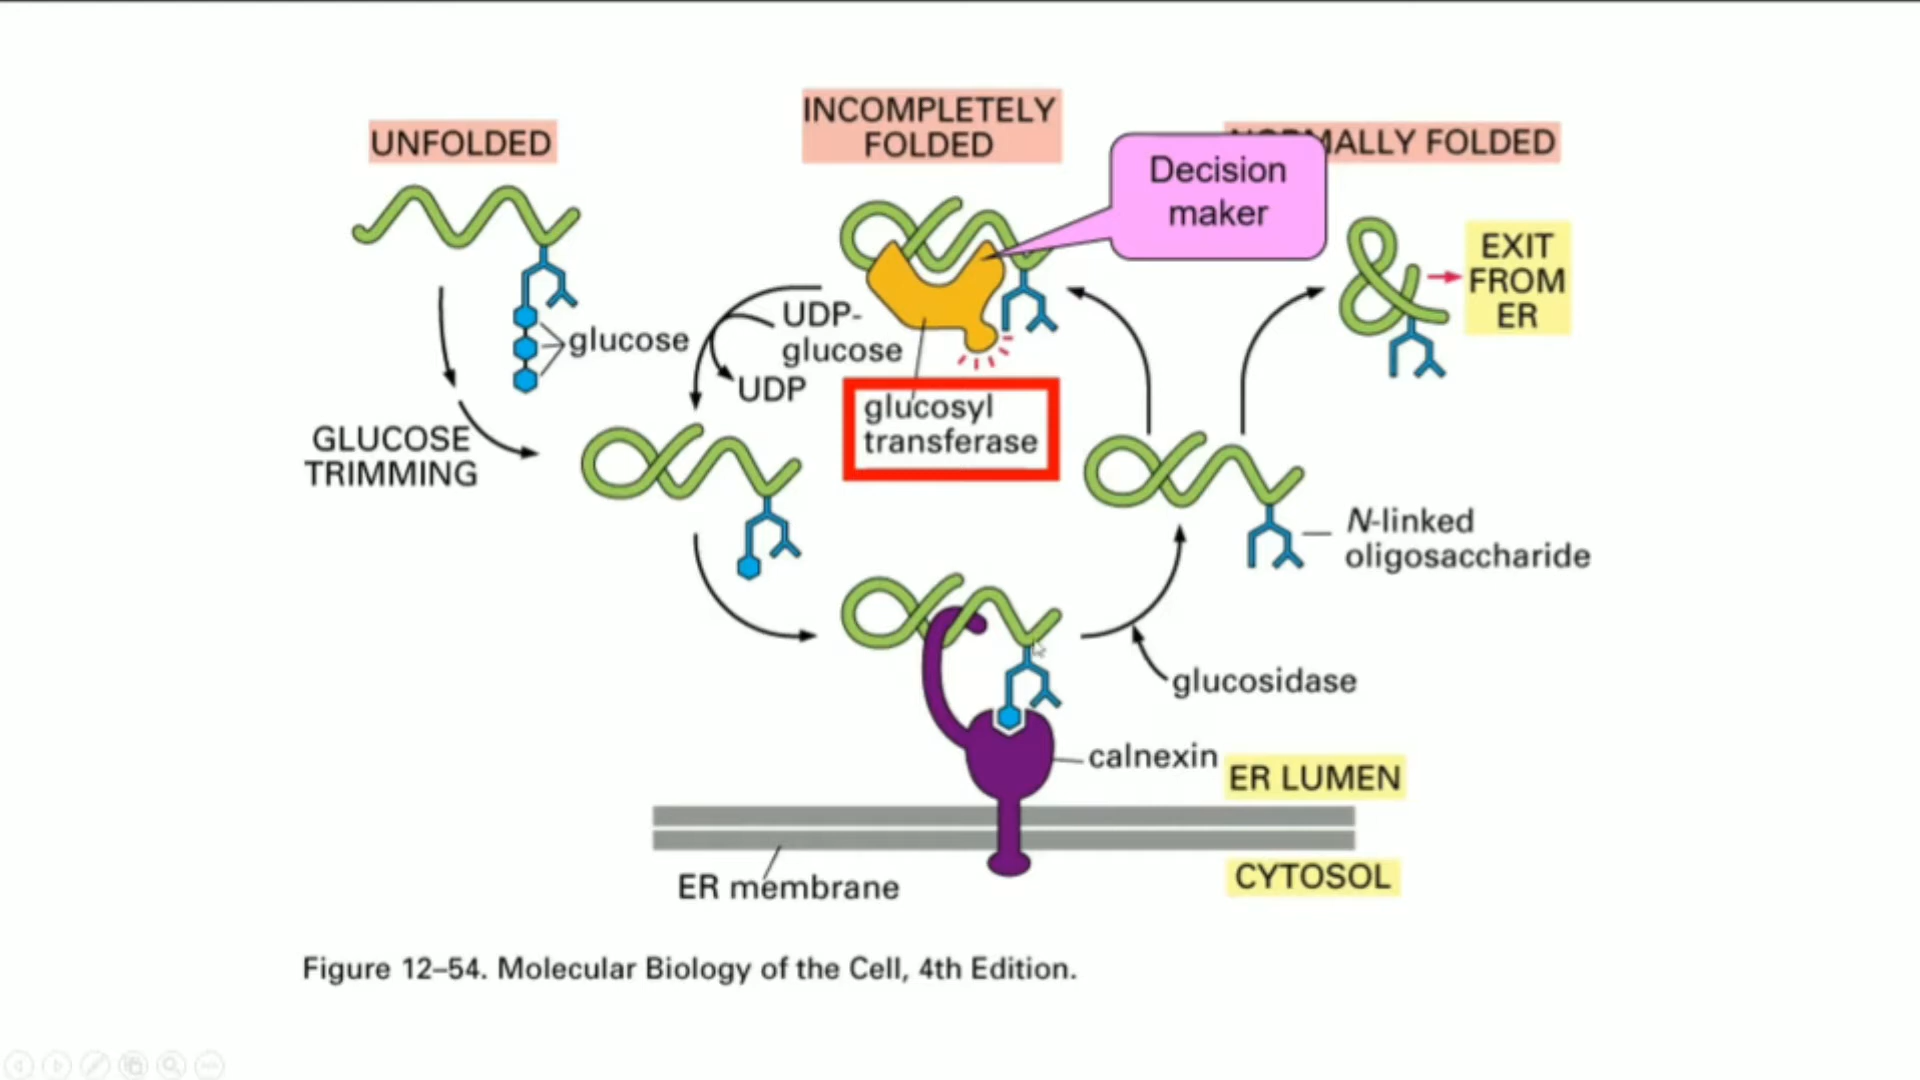 UNFOLDED
INCOMPLETELY
FOLDED
MALLY FOLDED
Decision
maker
EXIT
FROM
ER
glucose
UDP-
glucose
UDP
glucosyl
transferase
GLUCOSE
TRIMMING
N-linked
oligosaccharide
glucosidase
calnexin
ER LUMEN
ER membrane
CYTOSOL
Figure 12–54. Molecular Biology of the Cell, 4th Edition.